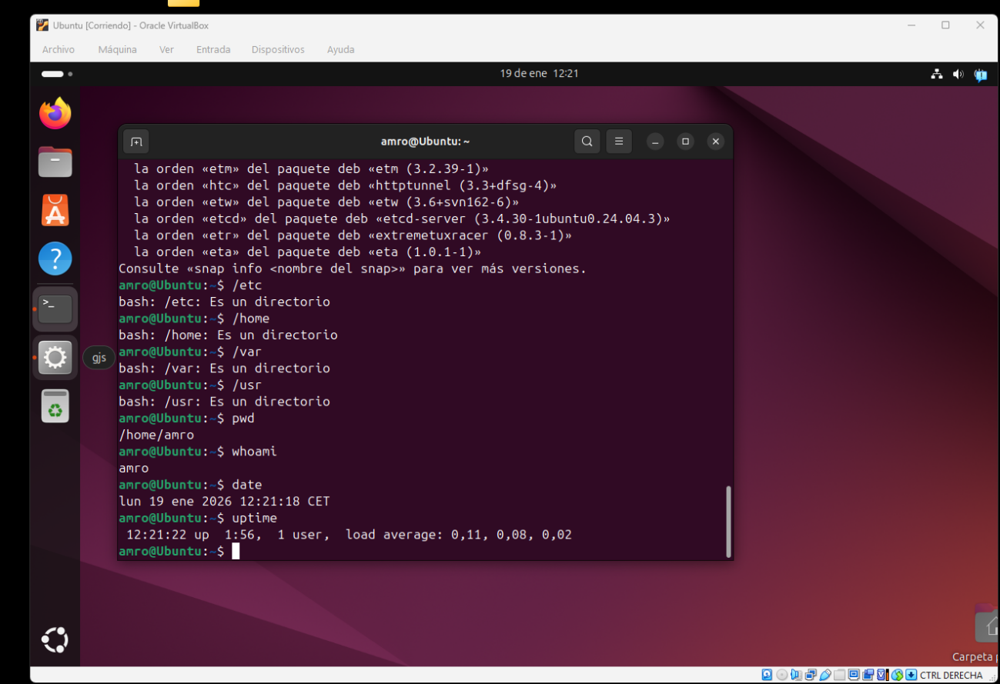 Ubuntu [Corriendo] - Oracle VirtualBox
Archivo Máquina Ver Entrada Dispositivos Ayuda
19 de ene 12:21
amro@Ubuntu: ~
la orden «etm» del paquete deb «etm (3.2.39-1)»
la orden «htc» del paquete deb «httptunnel (3.3+dfsg-4)»
la orden «etw» del paquete deb «etw (3.6+svn162-6)»
la orden «etcd» del paquete deb «etcd-server (3.4.30-1ubuntu0.24.04.3)»
la orden «etr» del paquete deb «extremetuxracer (0.8.3-1)»
la orden «eta» del paquete deb «eta (1.0.1-1)»
Consulte «snap info <nombre del snap>» para ver más versiones.
amro@Ubuntu:~$ /etc
bash: /etc: Es un directorio
amro@Ubuntu:~$ /home
bash: /home: Es un directorio
gjs
amro@Ubuntu:~$ /var
bash: /var: Es un directorio
amro@Ubuntu:~$ /usr
bash: /usr: Es un directorio
amro@Ubuntu:~$ pwd
/home/amro
amro@Ubuntu:~$ whoami
amro
amro@Ubuntu:~$ date
lun 19 ene 2026 12:21:18 CET
amro@Ubuntu:~$ uptime
12:21:22 up 1:56, 1 user, load average: 0,11, 0,08, 0,02
amro@Ubuntu:~$
Carpeta
CTRL DERECHA